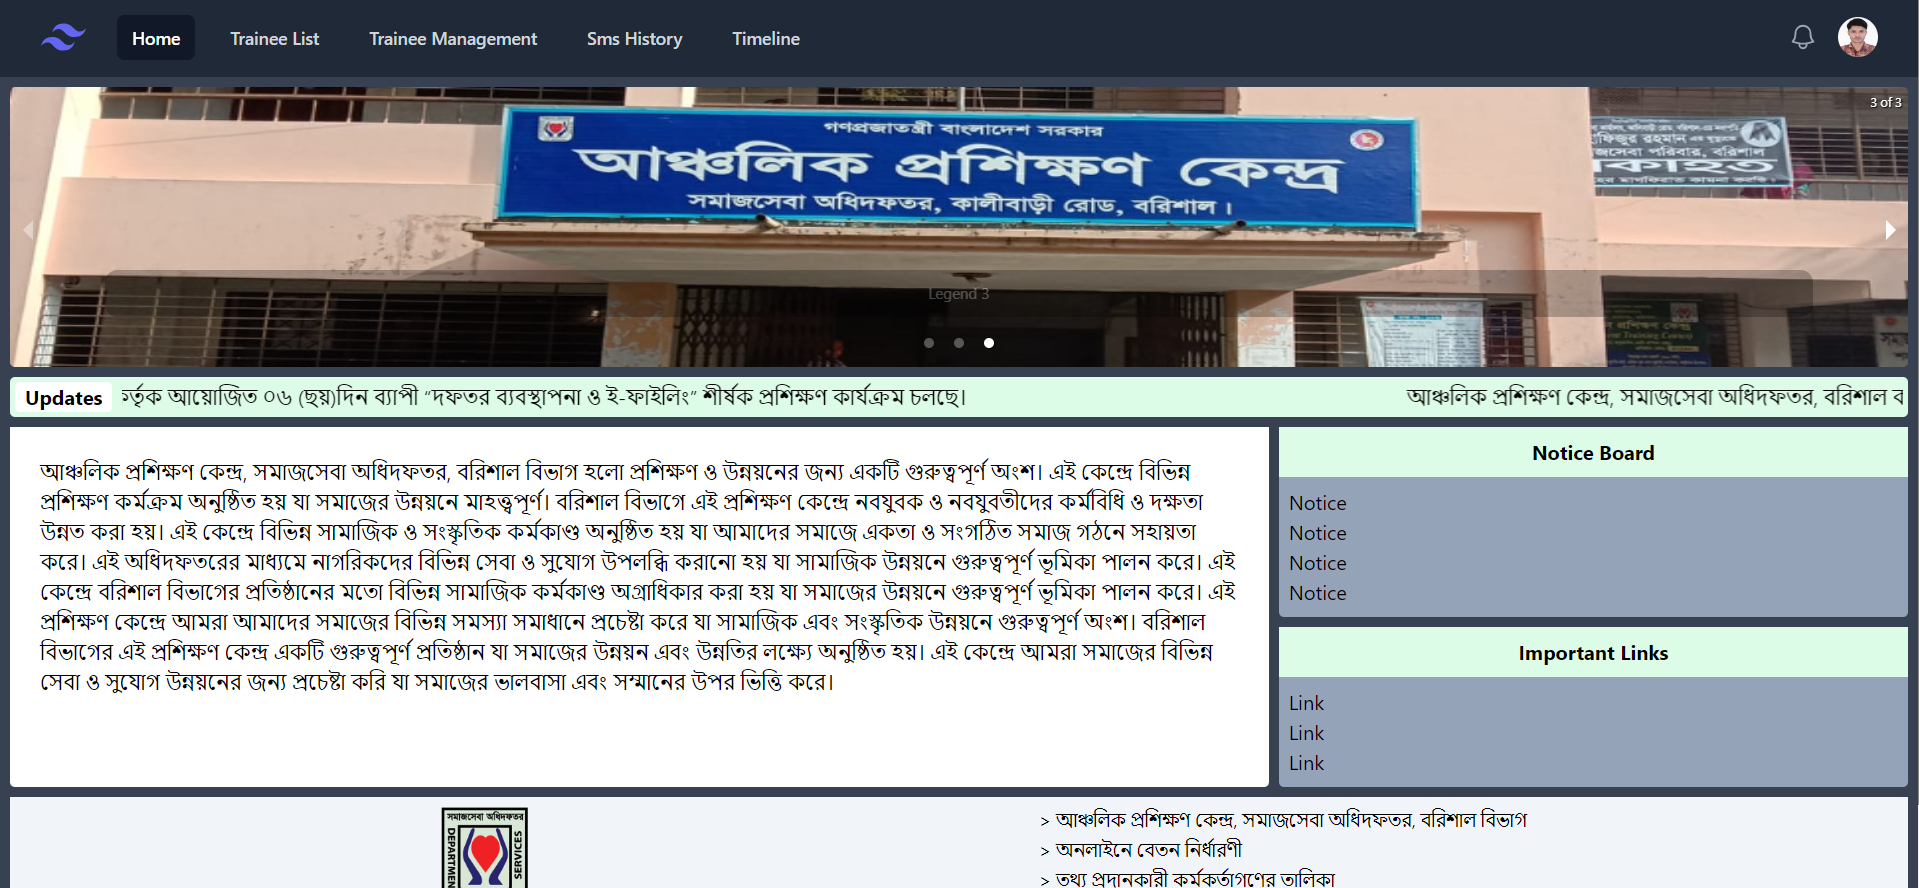 Home Trainee List Trainee Management Sms History Timeline
3 of 3
গণপ্রজাতন্ত্রী বাংলাদেশ সরকার
আঞ্চলিক প্রশিক্ষণ কেন্দ্র
সমাজসেবা অধিদফতর, কালীবাড়ী রোড, বরিশাল।
হাফিজুর রহমান
সমাজসেবা পরিবার, বরিশাল
Legend 3
Updates
কর্তৃক আয়োজিত ০৬ (ছয়)দিন ব্যাপী “দফতর ব্যবস্থাপনা ও ই-ফাইলিং” শীর্ষক প্রশিক্ষণ কার্যক্রম চলছে। আঞ্চলিক প্রশিক্ষণ কেন্দ্র, সমাজসেবা অধিদফতর, বরিশাল
আঞ্চলিক প্রশিক্ষণ কেন্দ্র, সমাজসেবা অধিদফতর, বরিশাল বিভাগ হলো প্রশিক্ষণ ও উন্নয়নের জন্য একটি গুরুত্বপূর্ণ অংশ। এই কেন্দ্রে বিভিন্ন
প্রশিক্ষণ কর্মক্রম অনুষ্ঠিত হয় যা সমাজের উন্নয়নে মাহত্ত্বপূর্ণ। বরিশাল বিভাগে এই প্রশিক্ষণ কেন্দ্রে নবযুবক ও নবযুবতীদের কর্মবিধি ও দক্ষতা
উন্নত করা হয়। এই কেন্দ্রে বিভিন্ন সামাজিক ও সংস্কৃতিক কর্মকাণ্ড অনুষ্ঠিত হয় যা আমাদের সমাজে একতা ও সংগঠিত সমাজ গঠনে সহায়তা
করে। এই অধিদফতরের মাধ্যমে নাগরিকদের বিভিন্ন সেবা ও সুযোগ উপলব্ধি করানো হয় যা সামাজিক উন্নয়নে গুরুত্বপূর্ণ ভূমিকা পালন করে। এই
কেন্দ্রে বরিশাল বিভাগের প্রতিষ্ঠানের মতো বিভিন্ন সামাজিক কর্মকাণ্ড অগ্রাধিকার করা হয় যা সমাজের উন্নয়নে গুরুত্বপূর্ণ ভূমিকা পালন করে। এই
প্রশিক্ষণ কেন্দ্রে আমরা আমাদের সমাজের বিভিন্ন সমস্যা সমাধানে প্রচেষ্টা করে যা সামাজিক এবং সংস্কৃতিক উন্নয়নে গুরুত্বপূর্ণ অংশ। বরিশাল
বিভাগের এই প্রশিক্ষণ কেন্দ্র একটি গুরুত্বপূর্ণ প্রতিষ্ঠান যা সমাজের উন্নয়ন এবং উন্নতির লক্ষ্যে অনুষ্ঠিত হয়। এই কেন্দ্রে আমরা সমাজের বিভিন্ন
সেবা ও সুযোগ উন্নয়নের জন্য প্রচেষ্টা করি যা সমাজের ভালবাসা এবং সম্মানের উপর ভিত্তি করে।
Notice Board
Notice
Notice
Notice
Notice
Important Links
Link
Link
Link
সমাজসেবা অধিদফতর
SERVICES
> আঞ্চলিক প্রশিক্ষণ কেন্দ্র, সমাজসেবা অধিদফতর, বরিশাল বিভাগ
> অনলাইনে বেতন নির্ধারণী
> তথ্য প্রদানকারী কর্মকর্তাগণের তালিকা